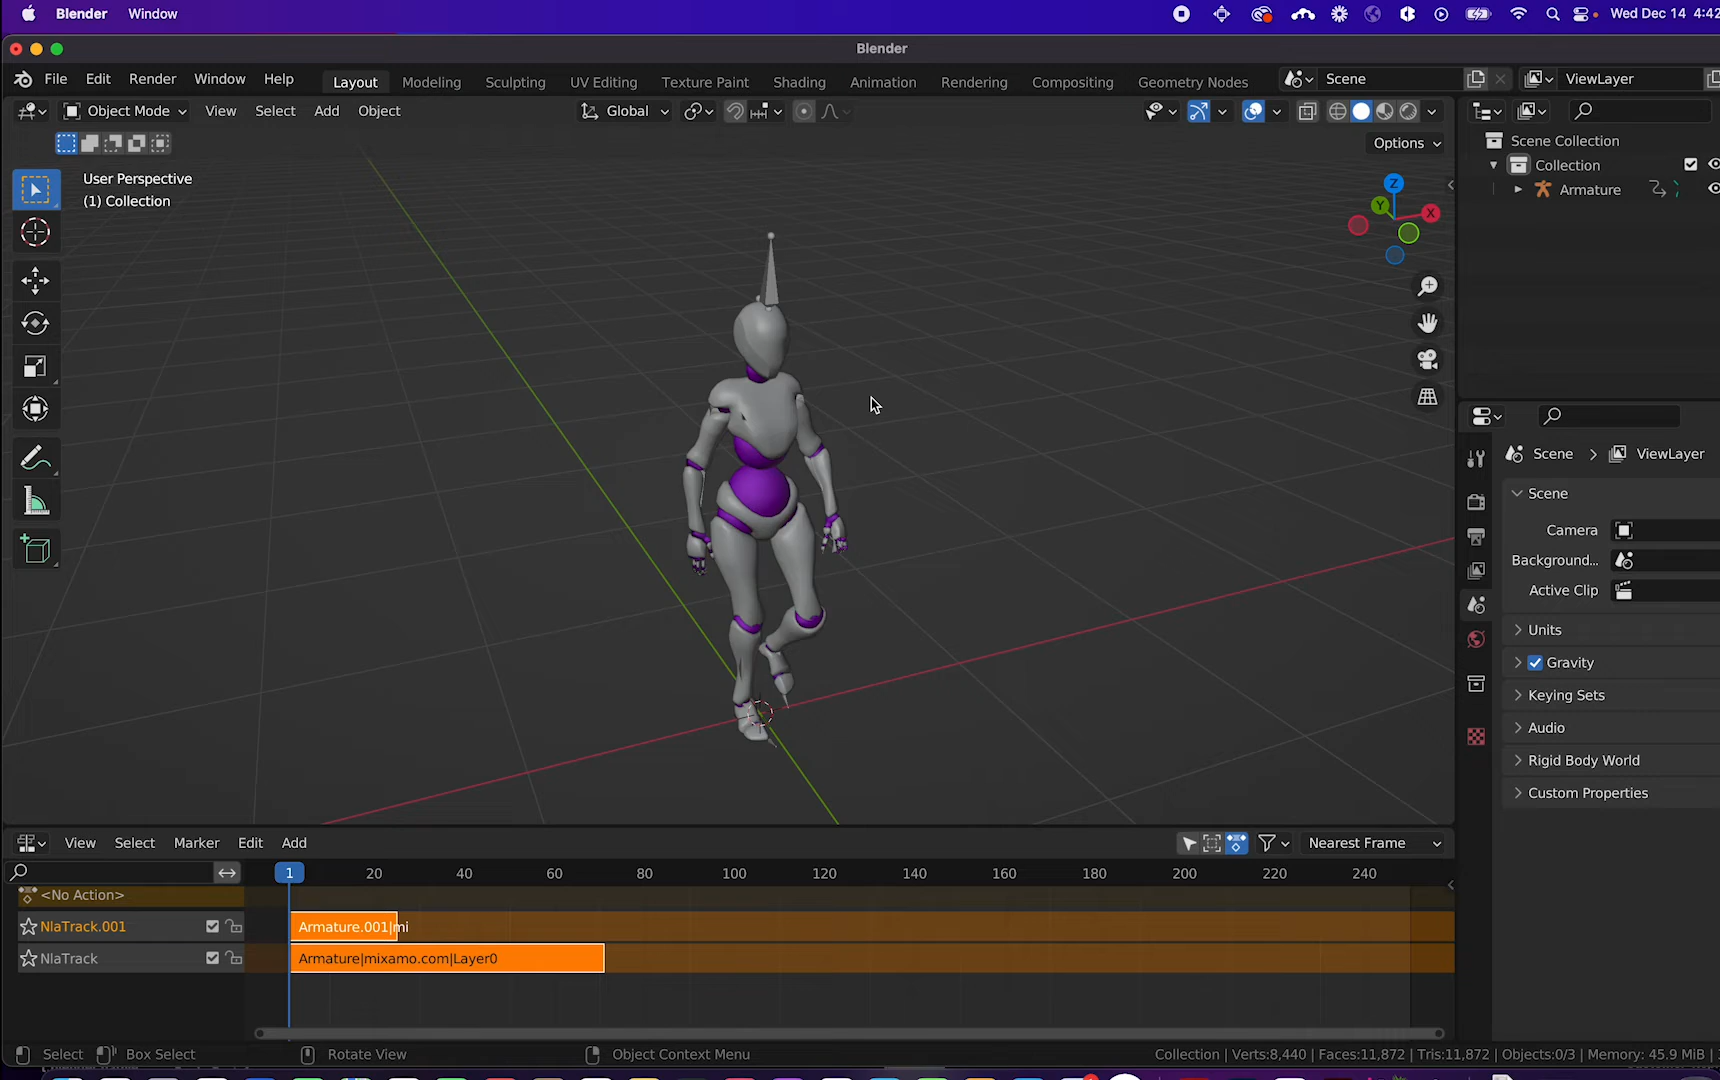 Blender Window Wed Dec 14 4:42
Blender
File Edit Render Window Help Layout Modeling Sculpting UV Editing Texture Paint Shading Animation Rendering Compositing Geometry Nodes Scene ViewLayer
Object Mode View Select Add Object Global
Options
User Perspective
(1) Collection
Z
Y
X
Scene Collection
Collection
Armature
Scene > ViewLayer
Scene
Camera
Background...
Active Clip
Units
Gravity
Keying Sets
Audio
Rigid Body World
Custom Properties
View Select Marker Edit Add Nearest Frame
1 20 40 60 80 100 120 140 160 180 200 220 240
<No Action>
NlaTrack.001 Armature.001|mi
NlaTrack Armature|mixamo.com|Layer0
Select Box Select Rotate View Object Context Menu Collection | Verts:8,440 | Faces:11,872 | Tris:11,872 | Objects:0/3 | Memory: 45.9 MiB |